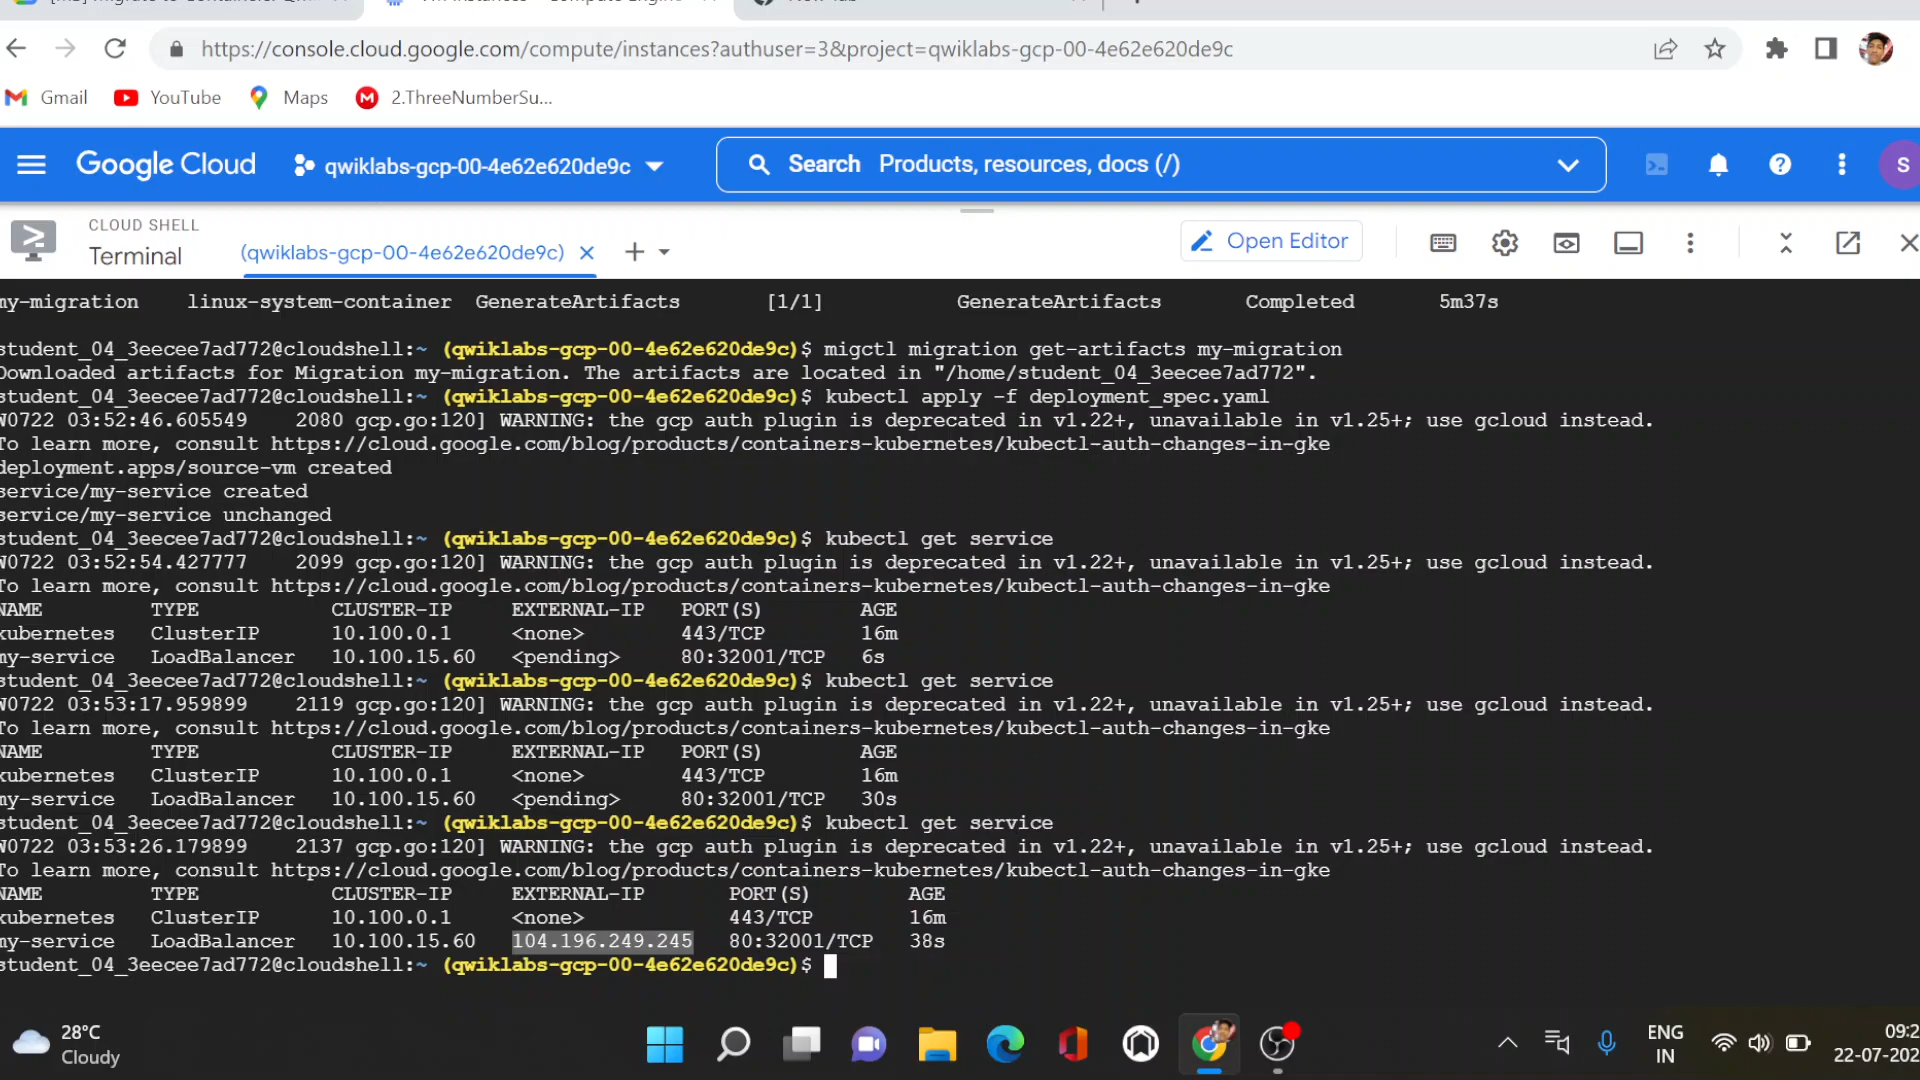 https://console.cloud.google.com/compute/instances?authuser=3&project=qwiklabs-gcp-00-4e62e620de9c
Gmail YouTube Maps M 2.ThreeNumberSu...
Google Cloud qwiklabs-gcp-00-4e62e620de9c Search Products, resources, docs (/) S
CLOUD SHELL
Terminal (qwiklabs-gcp-00-4e62e620de9c) Open Editor
my-migration linux-system-container GenerateArtifacts [1/1] GenerateArtifacts Completed 5m37s
student_04_3eecee7ad772@cloudshell:~ (qwiklabs-gcp-00-4e62e620de9c)$ migctl migration get-artifacts my-migration
Downloaded artifacts for Migration my-migration. The artifacts are located in "/home/student_04_3eecee7ad772".
student_04_3eecee7ad772@cloudshell:~ (qwiklabs-gcp-00-4e62e620de9c)$ kubectl apply -f deployment_spec.yaml
W0722 03:52:46.605549 2080 gcp.go:120] WARNING: the gcp auth plugin is deprecated in v1.22+, unavailable in v1.25+; use gcloud instead.
To learn more, consult https://cloud.google.com/blog/products/containers-kubernetes/kubectl-auth-changes-in-gke
deployment.apps/source-vm created
service/my-service created
service/my-service unchanged
student_04_3eecee7ad772@cloudshell:~ (qwiklabs-gcp-00-4e62e620de9c)$ kubectl get service
W0722 03:52:54.427777 2099 gcp.go:120] WARNING: the gcp auth plugin is deprecated in v1.22+, unavailable in v1.25+; use gcloud instead.
To learn more, consult https://cloud.google.com/blog/products/containers-kubernetes/kubectl-auth-changes-in-gke
NAME TYPE CLUSTER-IP EXTERNAL-IP PORT(S) AGE
kubernetes ClusterIP 10.100.0.1 <none> 443/TCP 16m
my-service LoadBalancer 10.100.15.60 <pending> 80:32001/TCP 6s
student_04_3eecee7ad772@cloudshell:~ (qwiklabs-gcp-00-4e62e620de9c)$ kubectl get service
W0722 03:53:17.959899 2119 gcp.go:120] WARNING: the gcp auth plugin is deprecated in v1.22+, unavailable in v1.25+; use gcloud instead.
To learn more, consult https://cloud.google.com/blog/products/containers-kubernetes/kubectl-auth-changes-in-gke
NAME TYPE CLUSTER-IP EXTERNAL-IP PORT(S) AGE
kubernetes ClusterIP 10.100.0.1 <none> 443/TCP 16m
my-service LoadBalancer 10.100.15.60 <pending> 80:32001/TCP 30s
student_04_3eecee7ad772@cloudshell:~ (qwiklabs-gcp-00-4e62e620de9c)$ kubectl get service
W0722 03:53:26.179899 2137 gcp.go:120] WARNING: the gcp auth plugin is deprecated in v1.22+, unavailable in v1.25+; use gcloud instead.
To learn more, consult https://cloud.google.com/blog/products/containers-kubernetes/kubectl-auth-changes-in-gke
NAME TYPE CLUSTER-IP EXTERNAL-IP PORT(S) AGE
kubernetes ClusterIP 10.100.0.1 <none> 443/TCP 16m
my-service LoadBalancer 10.100.15.60 104.196.249.245 80:32001/TCP 38s
student_04_3eecee7ad772@cloudshell:~ (qwiklabs-gcp-00-4e62e620de9c)$
28°C ENG 09:2
Cloudy IN 22-07-202